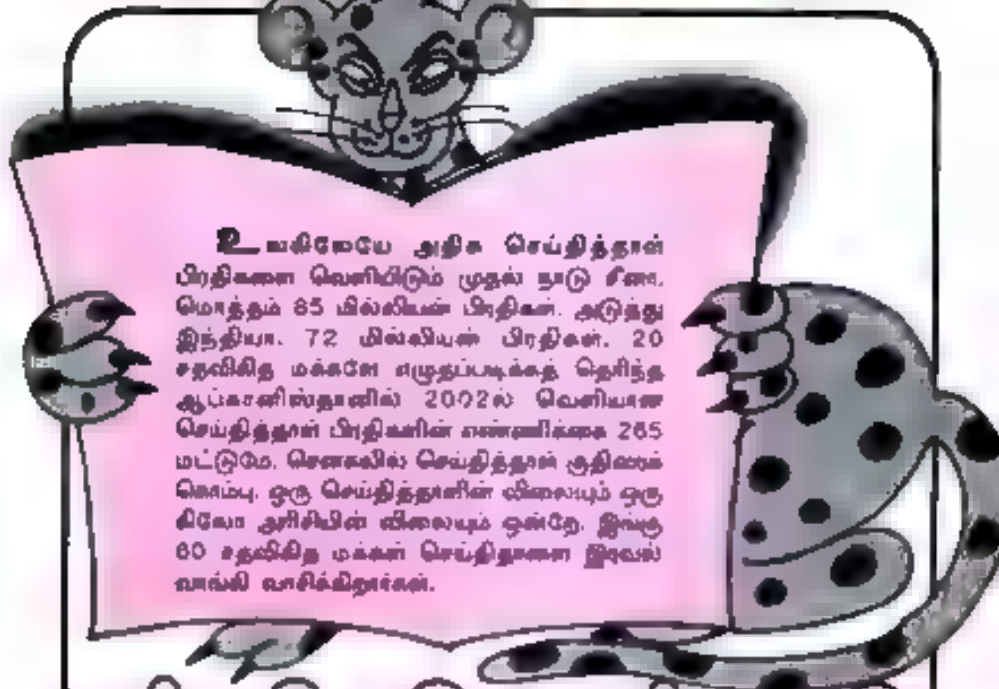 உலகிலேயே அதிக செய்தித்தாள்
பிரதிகளை வெளியிடும் முதல் நாடு சீனா.
மொத்தம் 85 மில்லியன் பிரதிகள். அடுத்து
இந்தியா. 72 மில்லியன் பிரதிகள். 20
சதவிகித மக்களே எழுதப்படிக்கத் தெரிந்த
ஆப்கானிஸ்தானில் 2002ல் வெளியான
செய்தித்தாள் பிரதிகளின் எண்ணிக்கை 265
மட்டுமே. செனகலில் செய்தித்தாள் குதிரைக்
கொம்பு. ஒரு செய்தித்தாளின் விலையும் ஒரு
கிலோ அரிசியின் விலையும் ஒன்றே. இங்கு
80 சதவிகித மக்கள் செய்திதாளை இரவல்
வாங்கி வாசிக்கிறார்கள்.